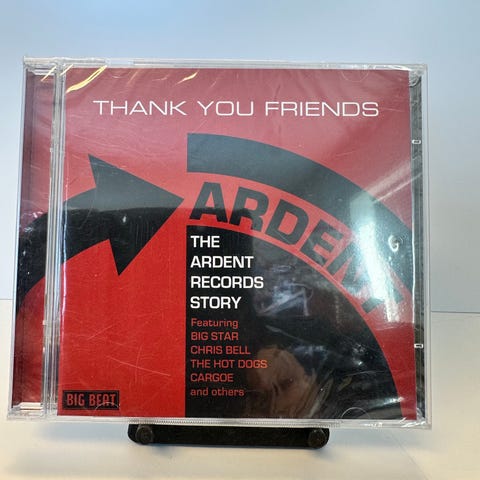 THANK YOU FRIENDS
ARDENT
THE
ARDENT
RECORDS
STORY
Featuring
BIG STAR
CHRIS BELL
THE HOT DOGS
CARGOE
and others
BIG BEAT